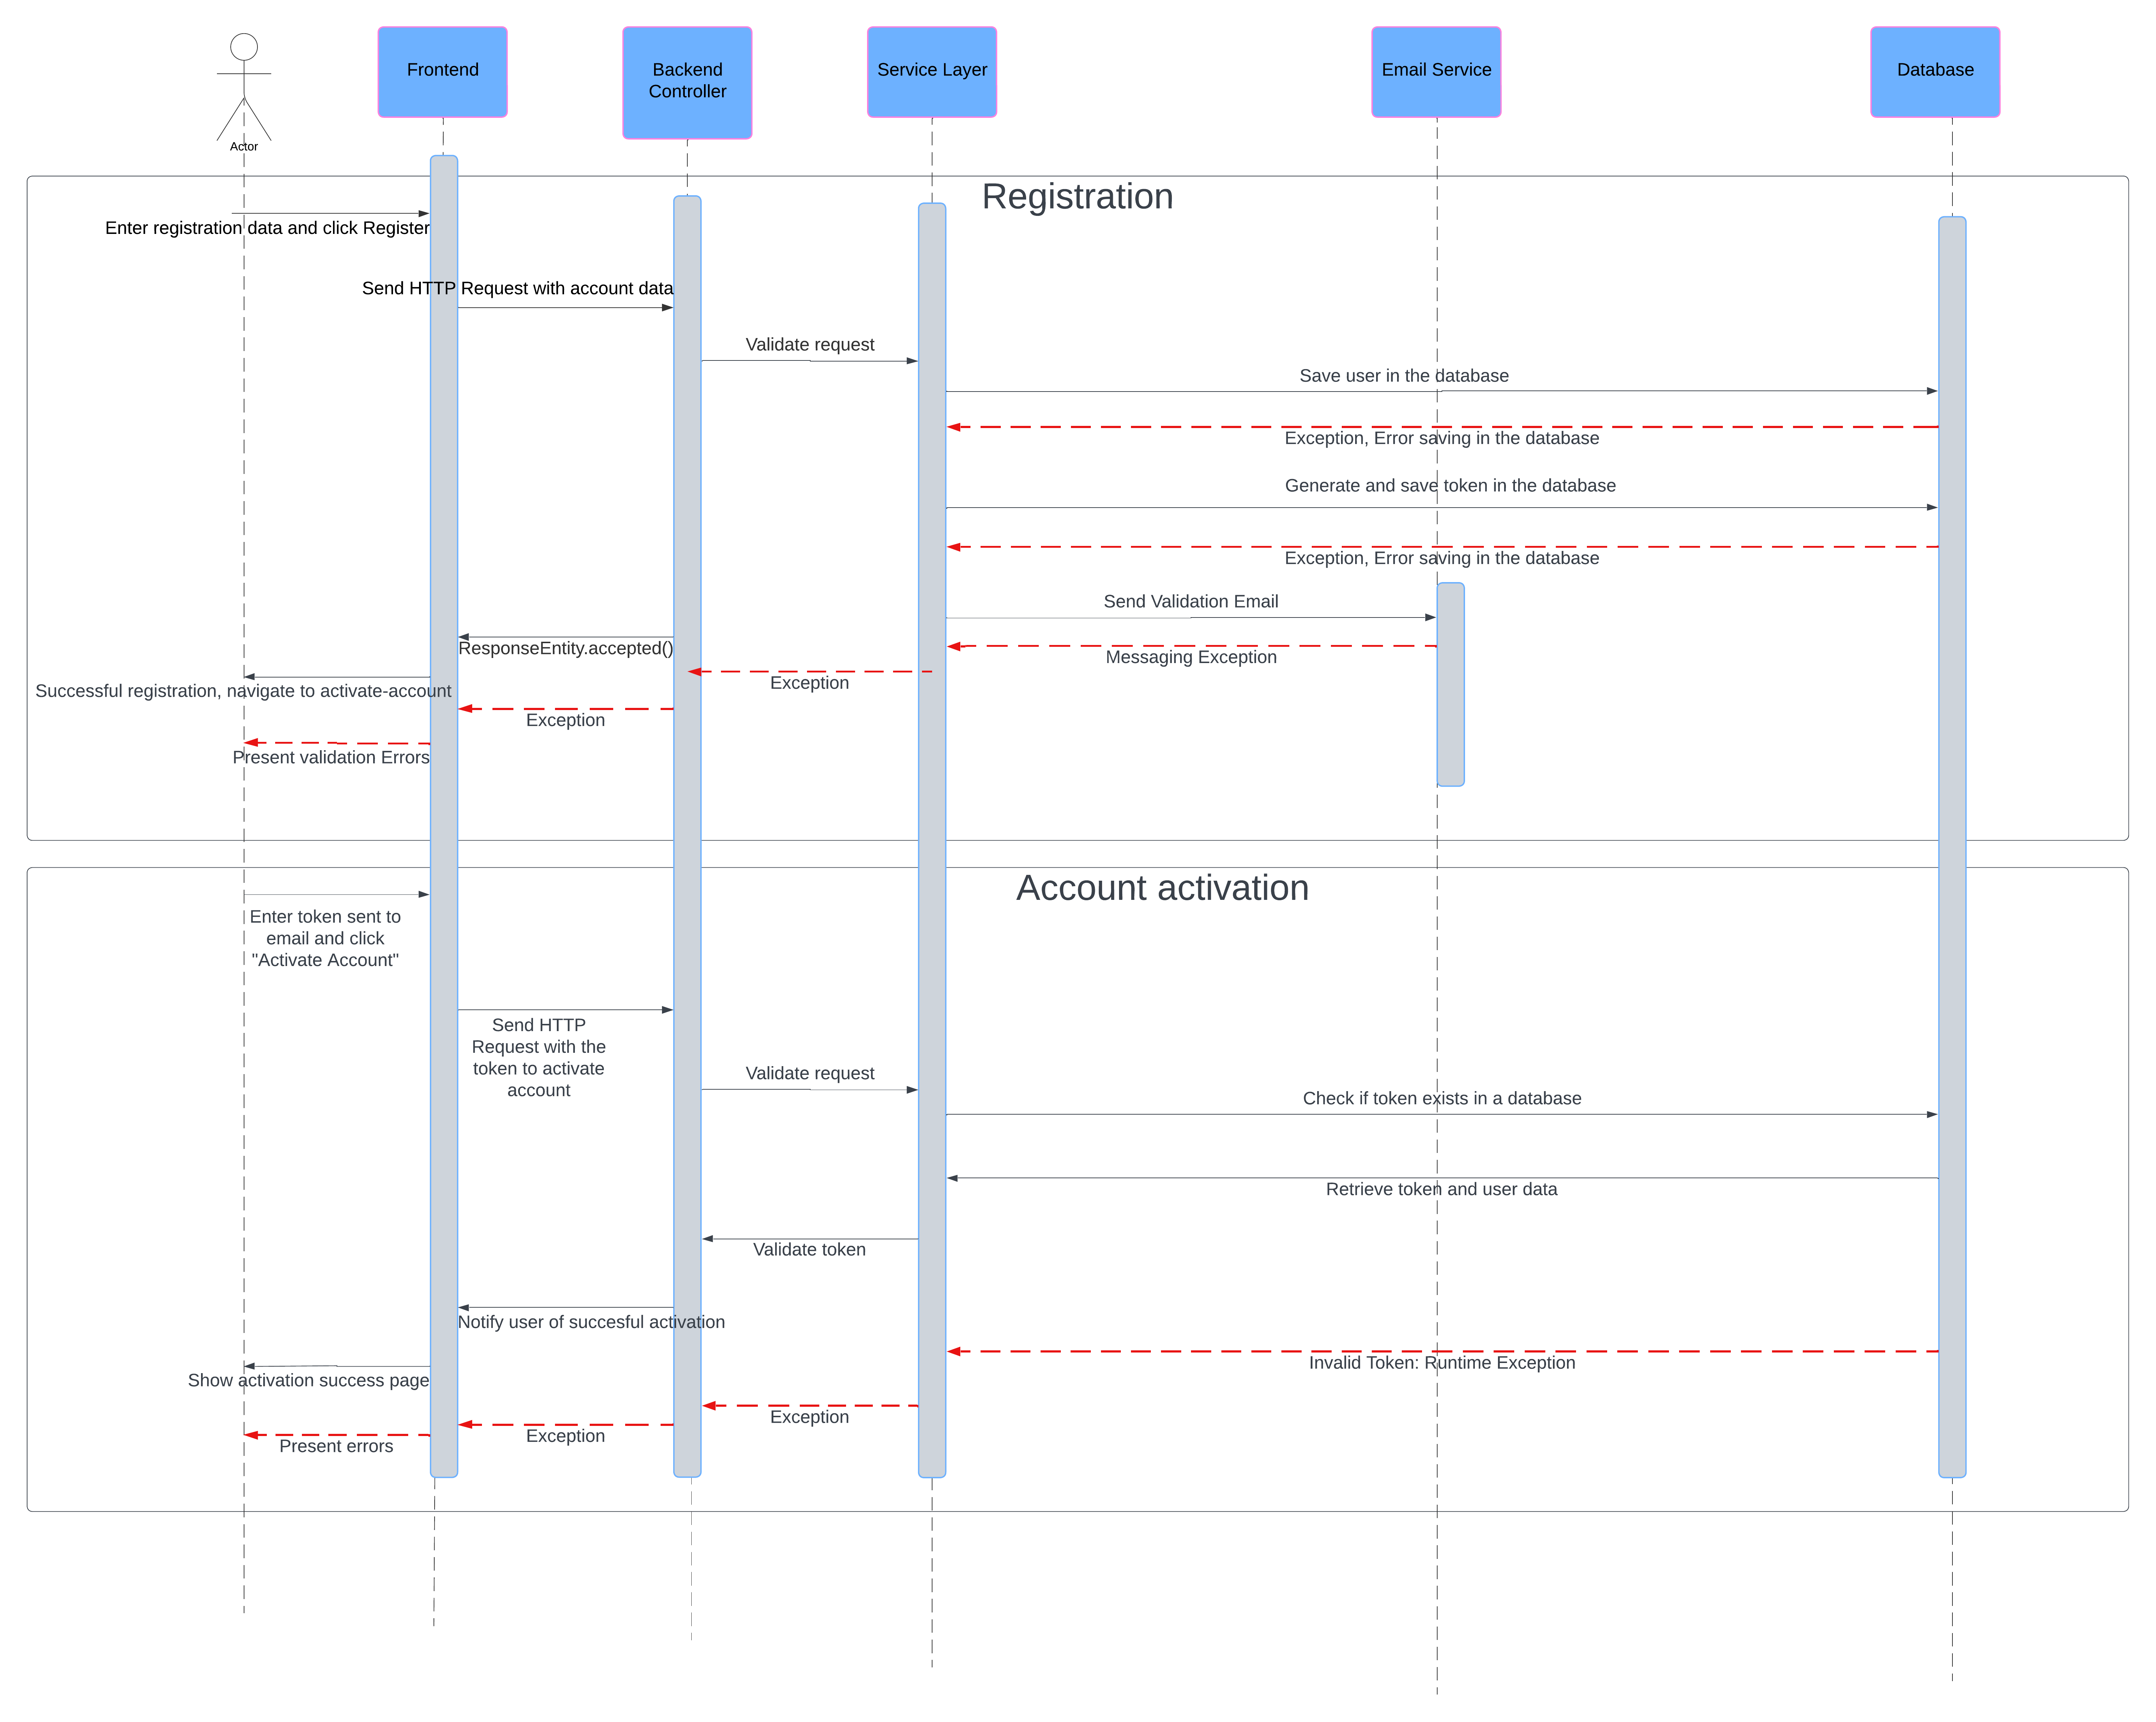 Frontend
Backend
Controller
Service Layer
Email Service
Database
Actor
Registration
Enter registration data and click Register
Send HTTP Request with account data
Validate request
Save user in the database
Exception, Error saving in the database
Generate and save token in the database
Exception, Error saving in the database
Send Validation Email
ResponseEntity.accepted()
Messaging Exception
Exception
Successful registration, navigate to activate-account
Exception
Present validation Errors
Account activation
Enter token sent to
email and click
"Activate Account"
Send HTTP
Request with the
token to activate
account
Validate request
Check if token exists in a database
Retrieve token and user data
Validate token
Notify user of succesful activation
Invalid Token: Runtime Exception
Show activation success page
Exception
Exception
Present errors